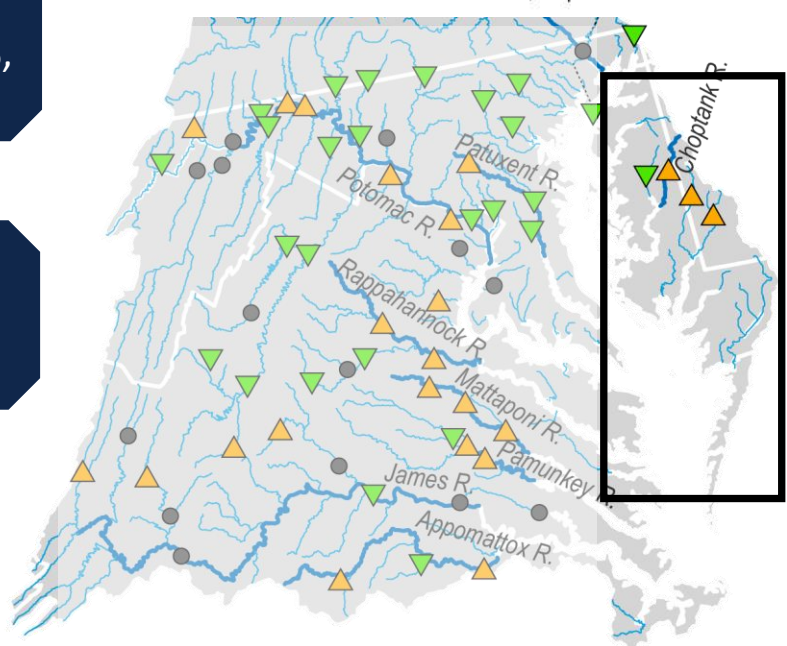 ,
Choptank R.
Patuxent R.
Potomac R.
Rappahannock R.
Mattaponi R.
Pamunkey R.
James R.
Appomattox R.